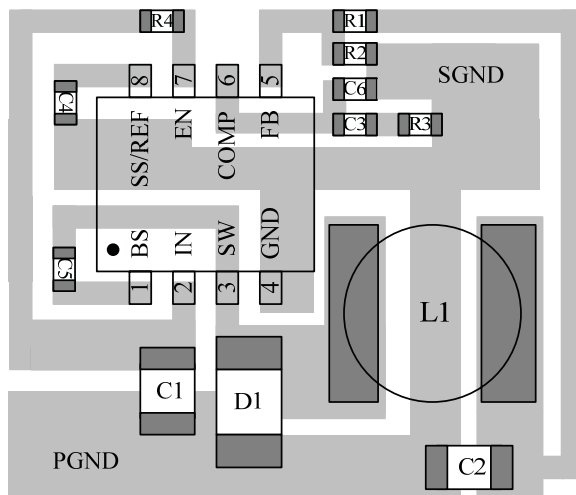 R4
R1
R2
SGND
C6
C4
C3
R3
8
7
6
5
SS/REF
EN
COMP
FB
BS
IN
SW
GND
C5
1
2
3
4
L1
C1
D1
PGND
C2